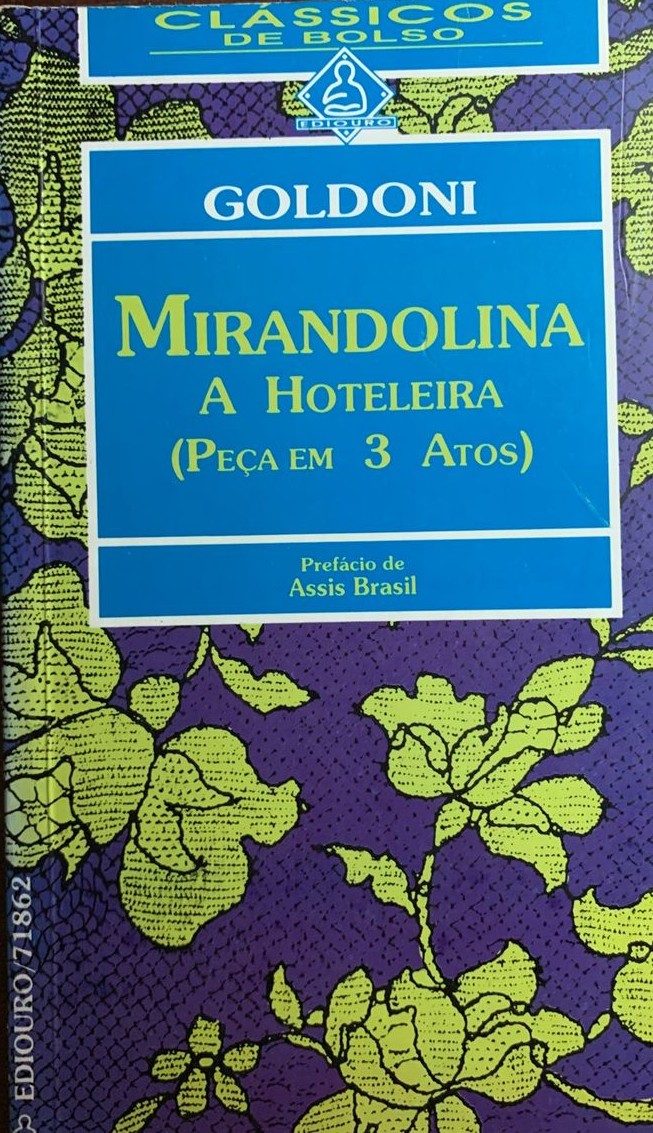 CLÁSSICOS
DE BOLSO
EDIOURO
GOLDONI
MIRANDOLINA
A HOTELEIRA
(PEÇA EM 3 ATOS)
Prefácio de
Assis Brasil
EDIOURO/71862